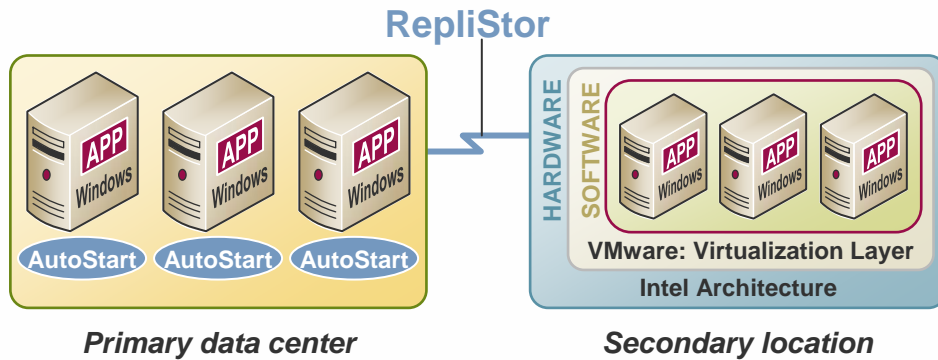 RepliStor
APP
Windows
APP
Windows
APP
Windows
AutoStart
AutoStart
AutoStart
Primary data center
HARDWARE
SOFTWARE
APP
Windows
APP
Windows
APP
Windows
VMware: Virtualization Layer
Intel Architecture
Secondary location